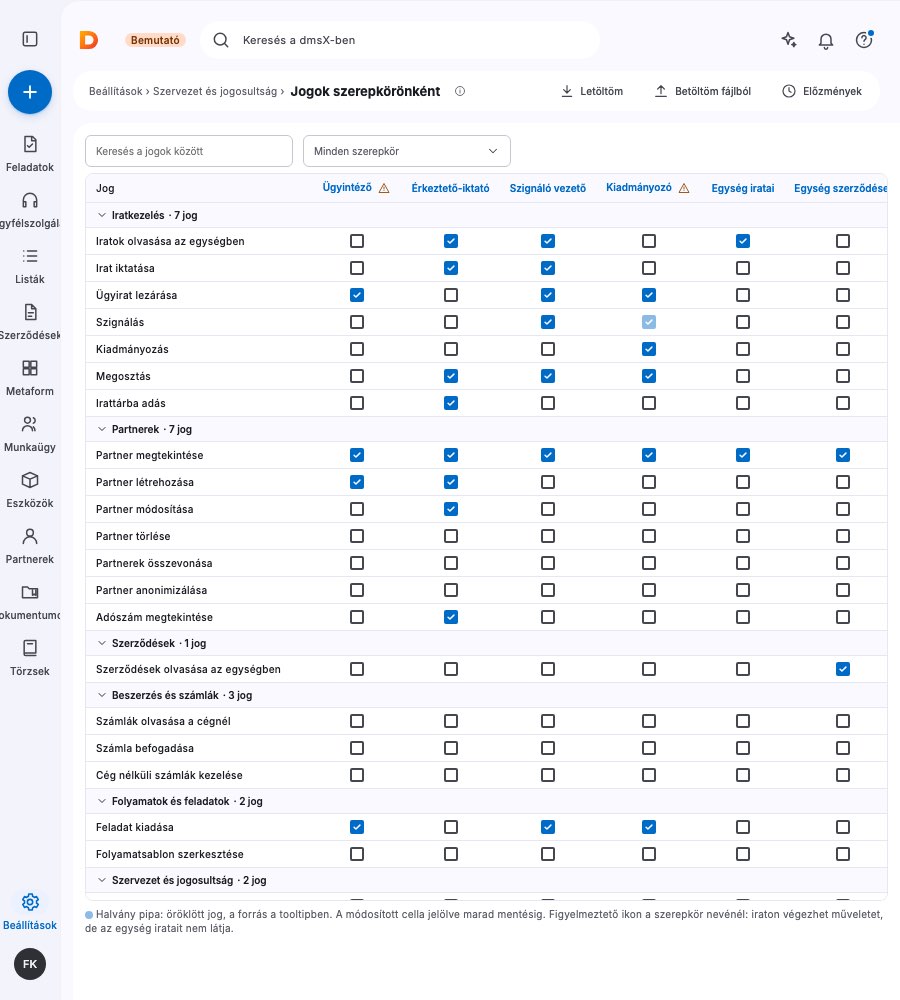 Bemutató
Keresés a dmsX-ben
Beállítások › Szervezet és jogosultság › Jogok szerepkörönként
Letöltöm
Betöltöm fájlból
Előzmények
Feladatok
gyfélszolgál
Listák
Szerződések
Metaform
Munkaügy
Eszközök
Partnerek
okumentumo
Törzsek
Beállítások
FK
Keresés a jogok között
Minden szerepkör
Jog Ügyintéző Érkeztető-iktató Szignáló vezető Kiadmányozó Egység iratai Egység szerződése
Iratkezelés · 7 jog
Iratok olvasása az egységben
Irat iktatása
Ügyirat lezárása
Szignálás
Kiadmányozás
Megosztás
Irattárba adás
Partnerek · 7 jog
Partner megtekintése
Partner létrehozása
Partner módosítása
Partner törlése
Partnerek összevonása
Partner anonimizálása
Adószám megtekintése
Szerződések · 1 jog
Szerződések olvasása az egységben
Beszerzés és számlák · 3 jog
Számlák olvasása a cégnél
Számla befogadása
Cég nélküli számlák kezelése
Folyamatok és feladatok · 2 jog
Feladat kiadása
Folyamatsablon szerkesztése
Szervezet és jogosultság · 2 jog
Halvány pipa: öröklött jog, a forrás a tooltipben. A módosított cella jelölve marad mentésig. Figyelmeztető ikon a szerepkör nevénél: iraton végezhet műveletet,
de az egység iratait nem látja.